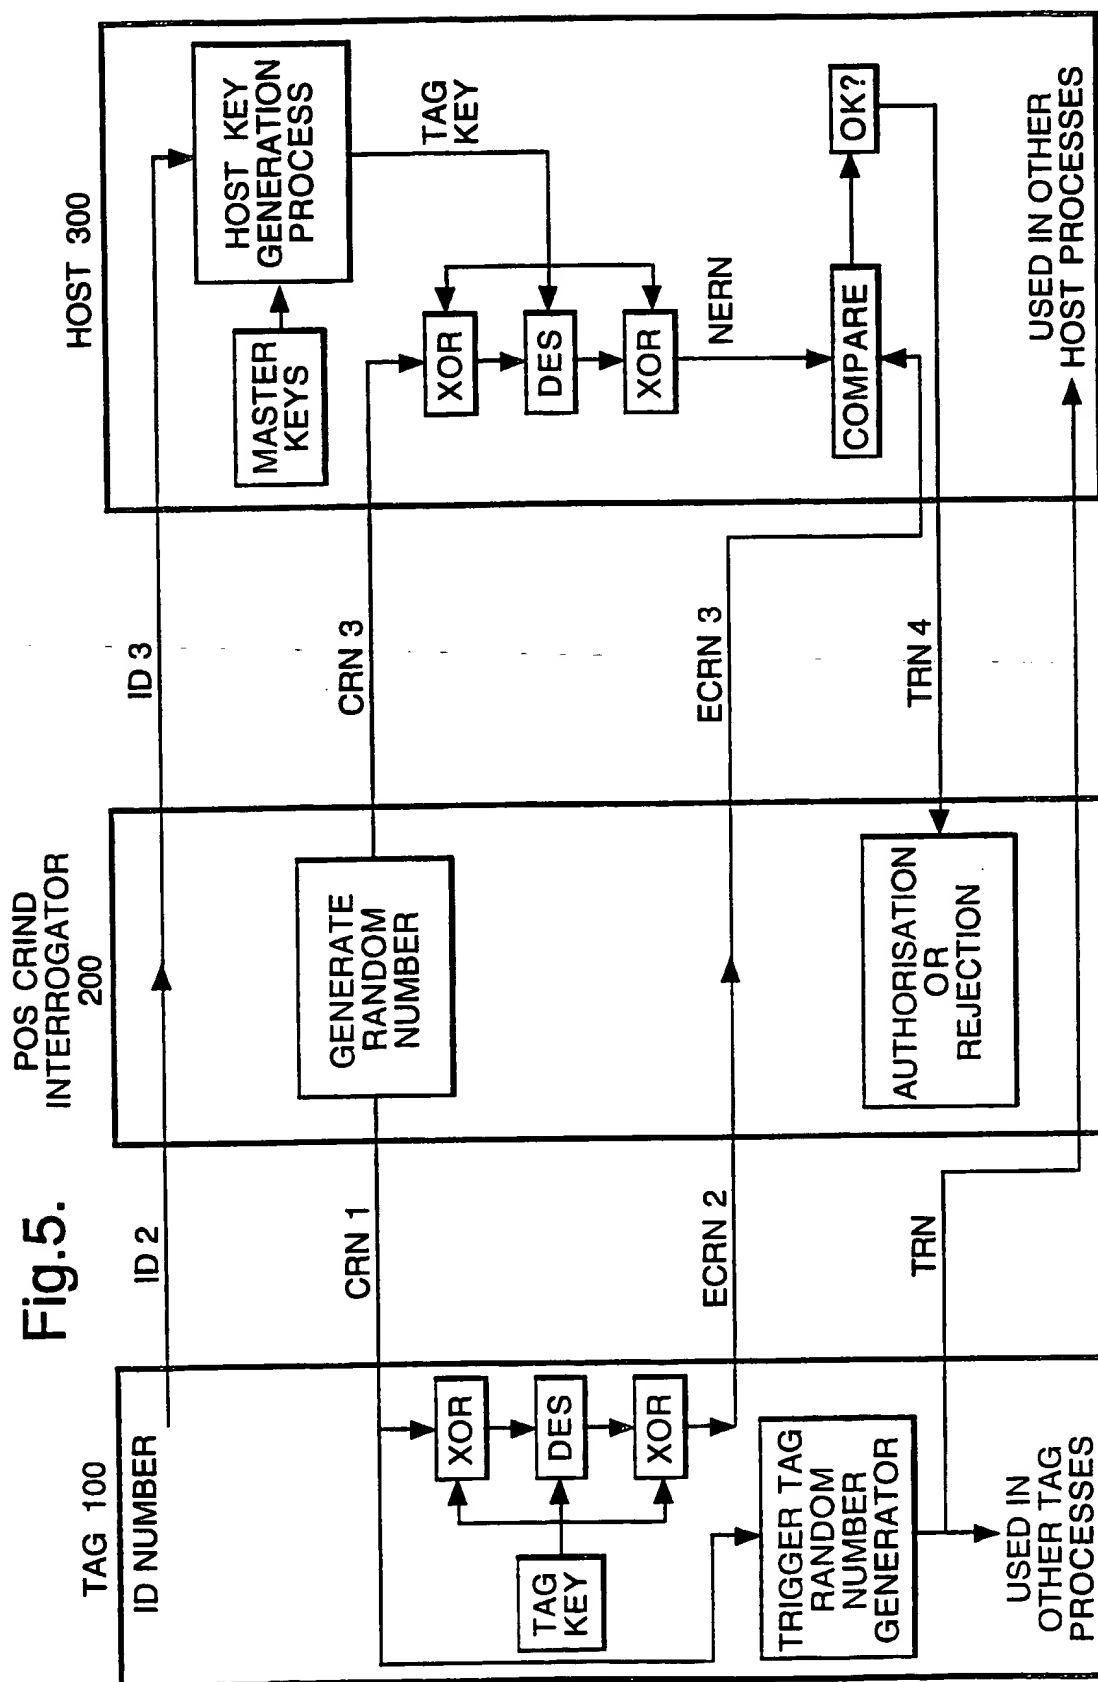 Fig.5.
TAG 100
ID NUMBER
ID 2
POS CRIND
INTERROGATOR
200
ID 3
HOST 300
MASTER
KEYS
HOST KEY
GENERATION
PROCESS
TAG
KEY
CRN 1
GENERATE
RANDOM
NUMBER
CRN 3
XOR
DES
XOR
NERN
TAG
KEY
XOR
DES
XOR
ECRN 2
ECRN 3
COMPARE
OK?
TRIGGER TAG
RANDOM
NUMBER
GENERATOR
TRN
AUTHORISATION
OR
REJECTION
TRN 4
USED IN
OTHER TAG
PROCESSES
USED IN OTHER
HOST PROCESSES